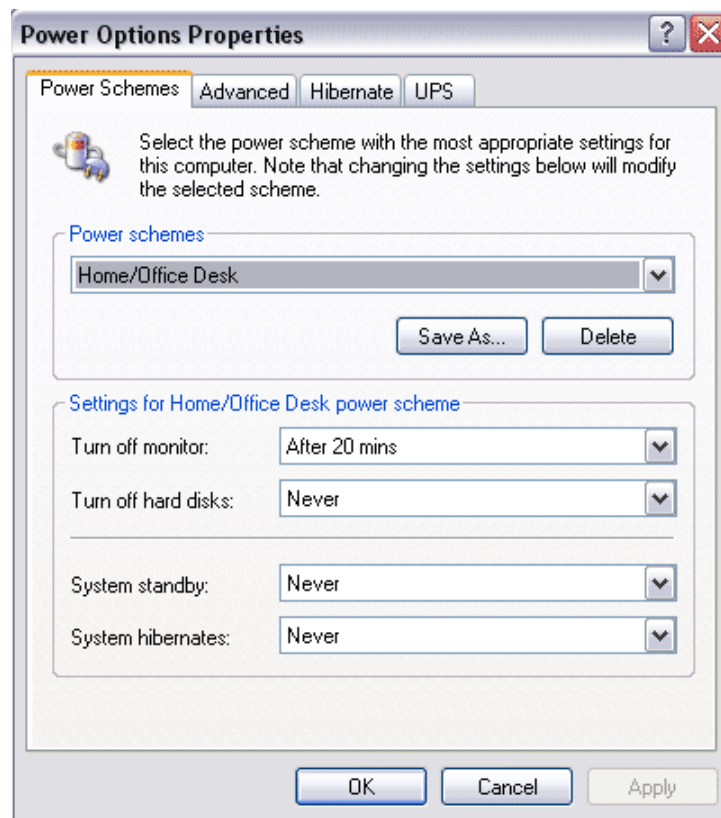 Power Options Properties
Power Schemes Advanced Hibernate UPS
Select the power scheme with the most appropriate settings for
this computer. Note that changing the settings below will modify
the selected scheme.
Power schemes
Home/Office Desk
Save As... Delete
Settings for Home/Office Desk power scheme
Turn off monitor: After 20 mins
Turn off hard disks: Never
System standby: Never
System hibernates: Never
OK Cancel Apply